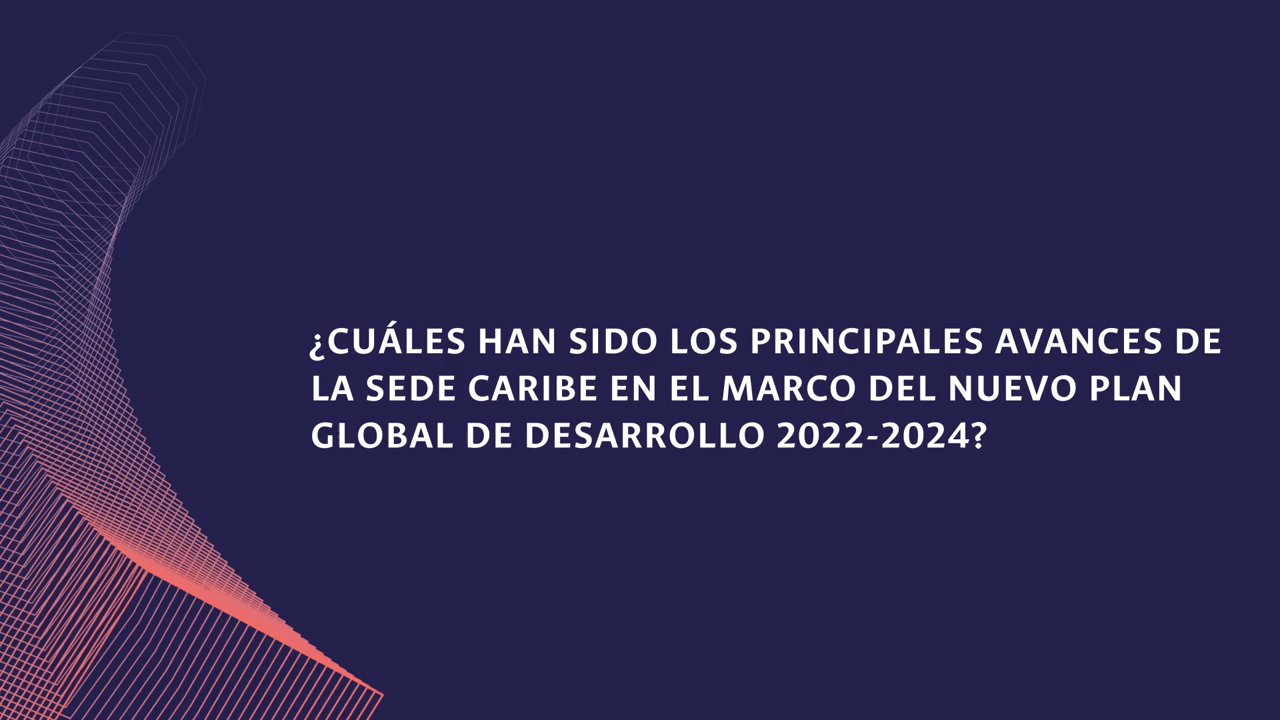 ¿CUÁLES HAN SIDO LOS PRINCIPALES AVANCES DE
LA SEDE CARIBE EN EL MARCO DEL NUEVO PLAN
GLOBAL DE DESARROLLO 2022-2024?